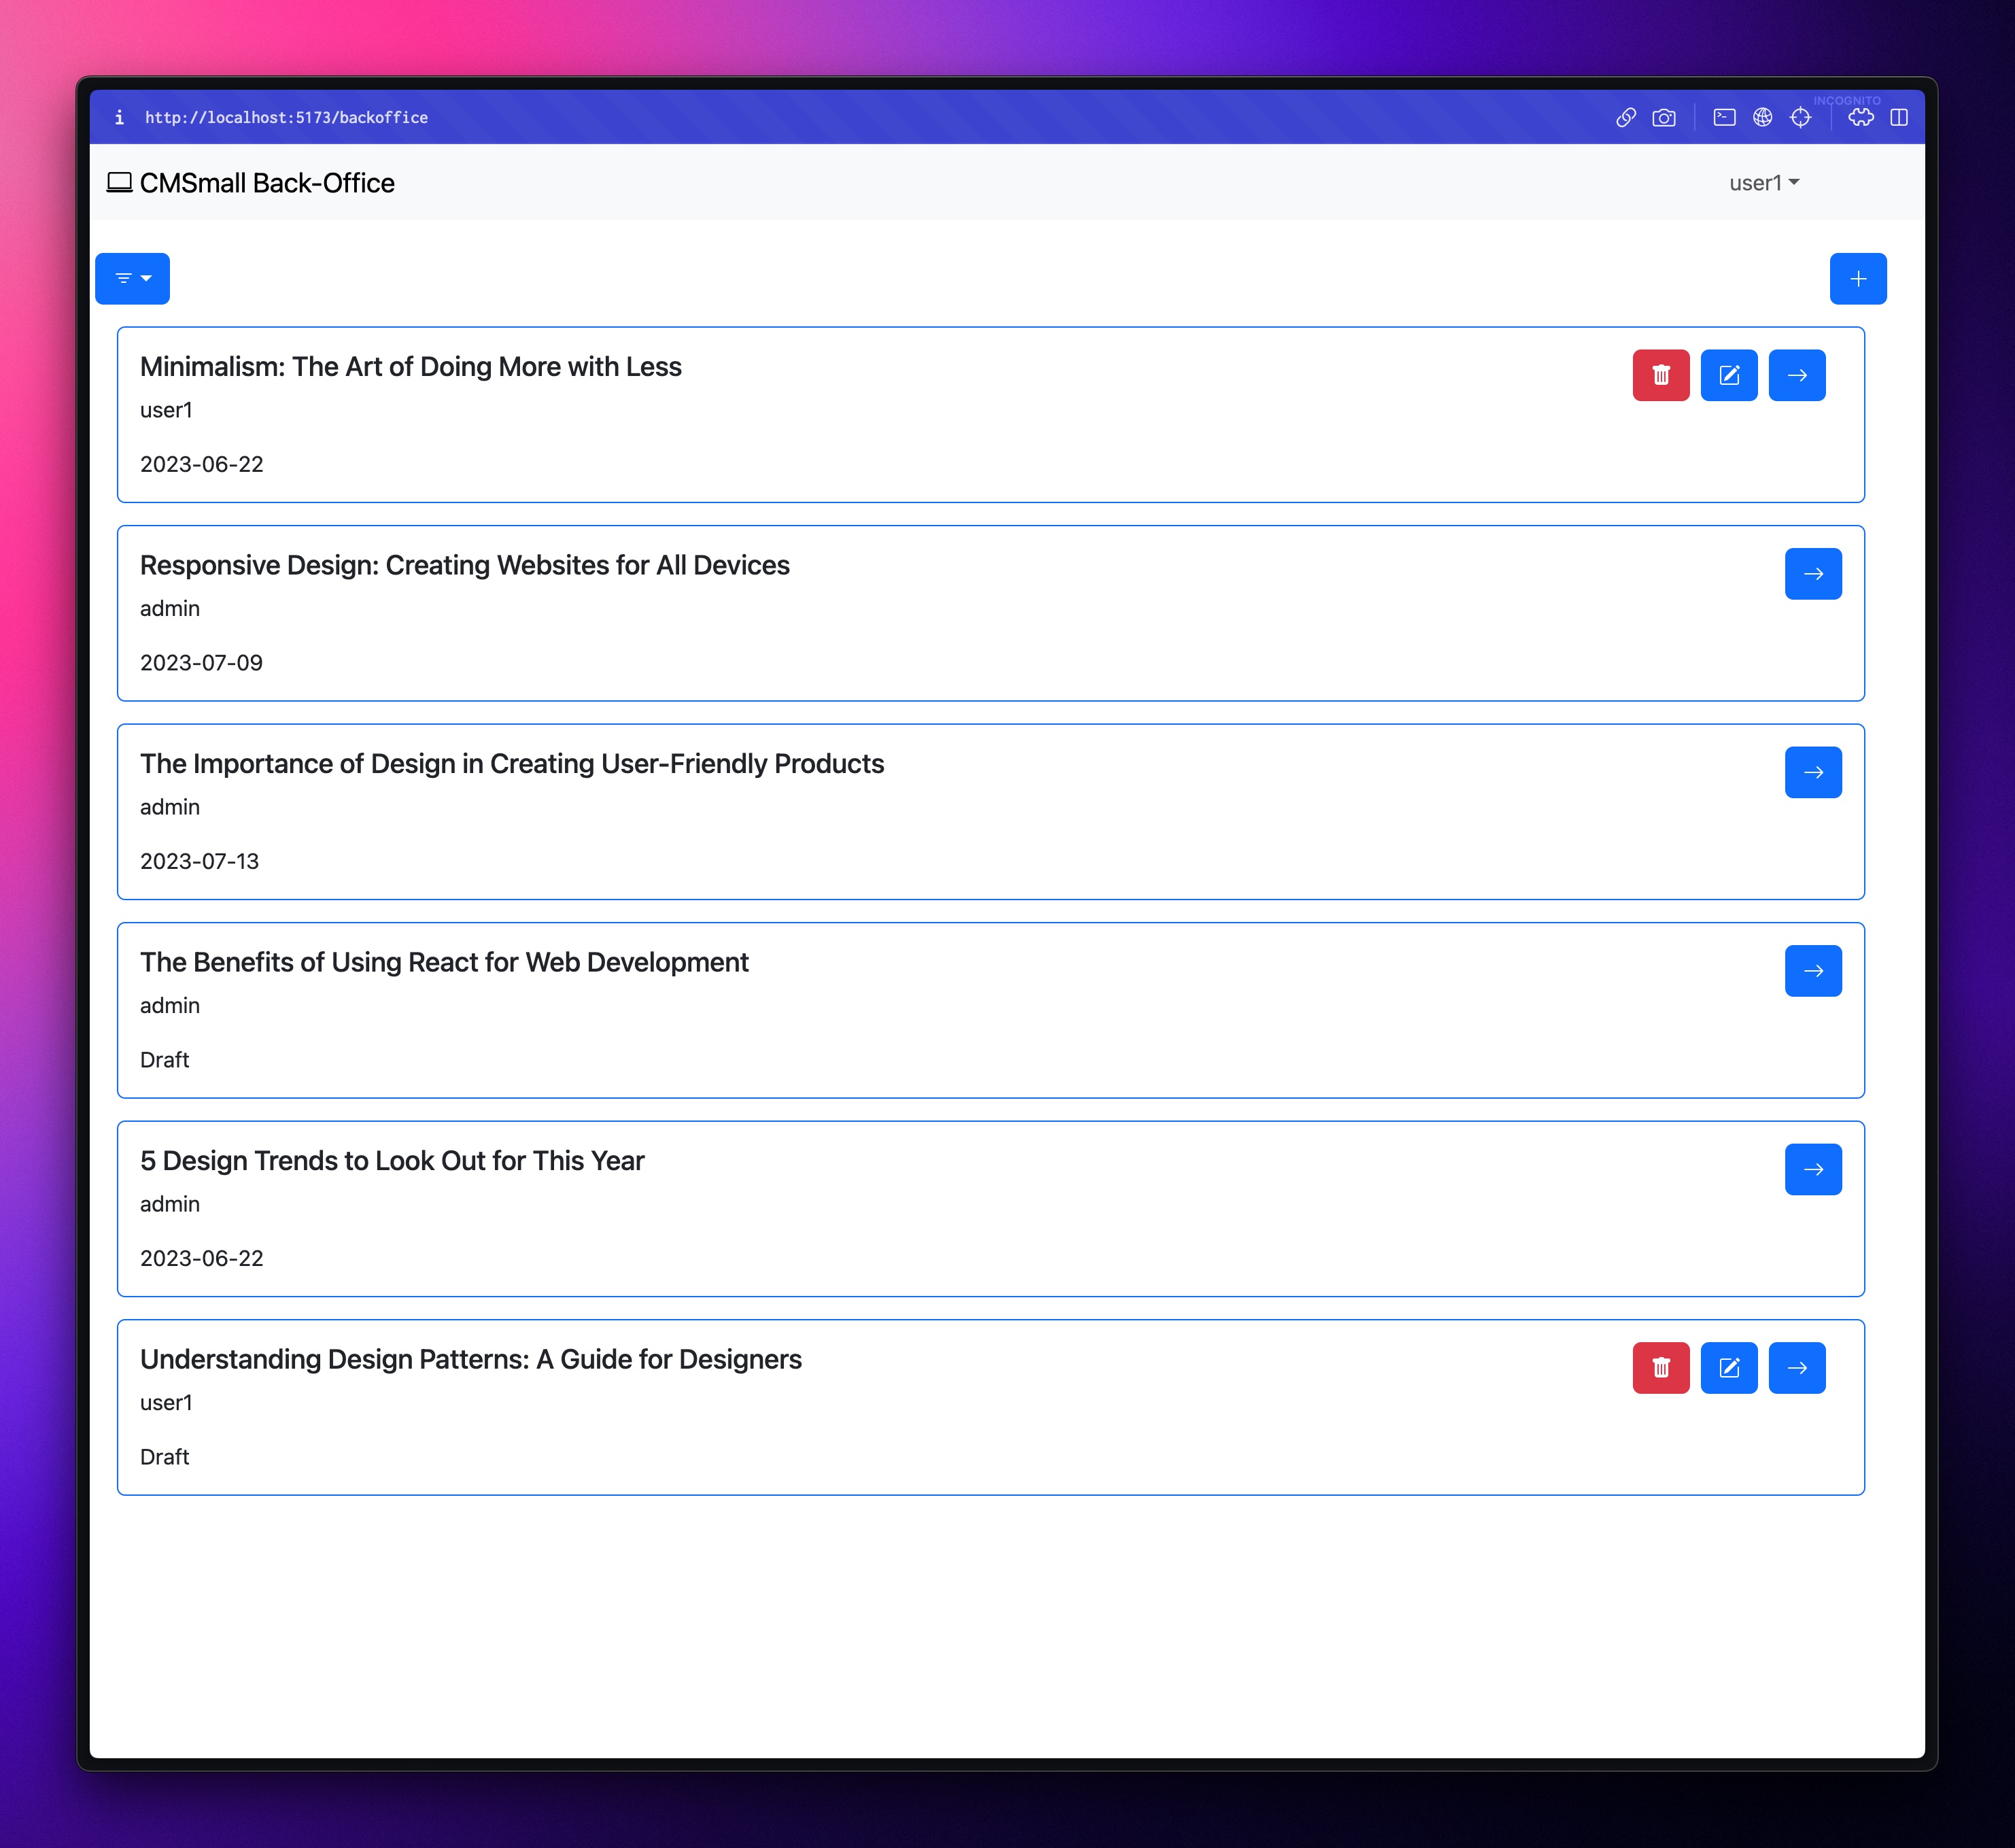 INCOGNITO
i http://localhost:5173/backoffice
CMSmall Back-Office
user1
Minimalism: The Art of Doing More with Less
user1
2023-06-22
Responsive Design: Creating Websites for All Devices
admin
2023-07-09
The Importance of Design in Creating User-Friendly Products
admin
2023-07-13
The Benefits of Using React for Web Development
admin
Draft
5 Design Trends to Look Out for This Year
admin
2023-06-22
Understanding Design Patterns: A Guide for Designers
user1
Draft